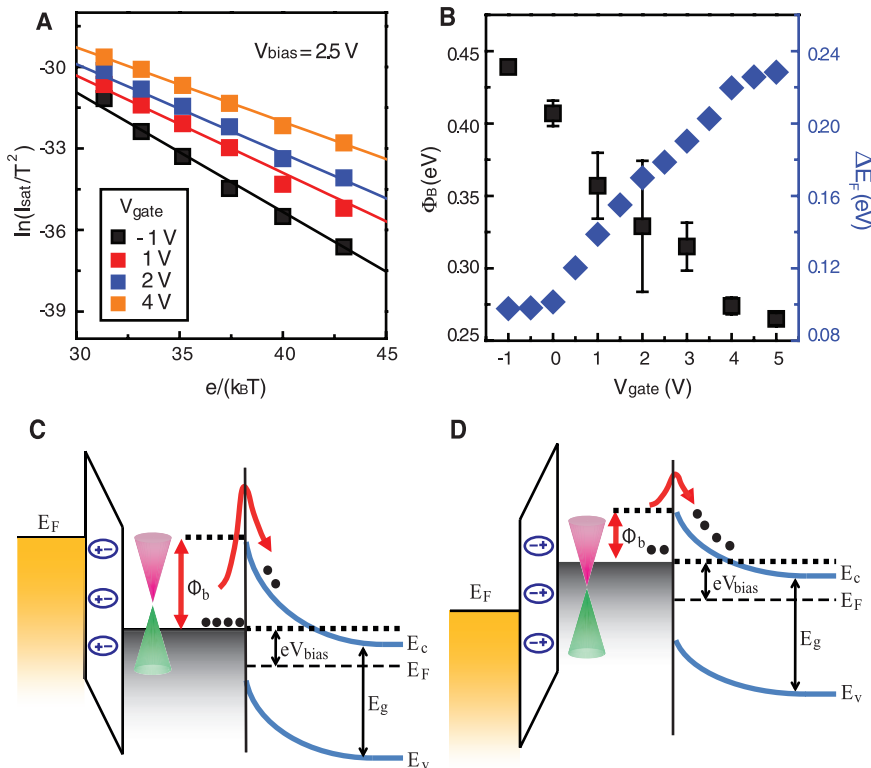 A
V_bias = 2.5 V
ln(I_sat/T²)
-30
-33
-36
-39
V_gate
-1 V
1 V
2 V
4 V
30 35 40 45
e/(k_BT)
B
Φ_B (eV)
0.45
0.40
0.35
0.30
0.25
0.24
0.20
0.16
0.12
0.08
ΔE_F (eV)
-1 0 1 2 3 4 5
V_gate (V)
C
E_F
+-
+-
+-
Φ_b
eV_bias
E_c
E_F
E_g
E_v
D
E_F
-+
-+
-+
Φ_b
eV_bias
E_c
E_F
E_g
E_v